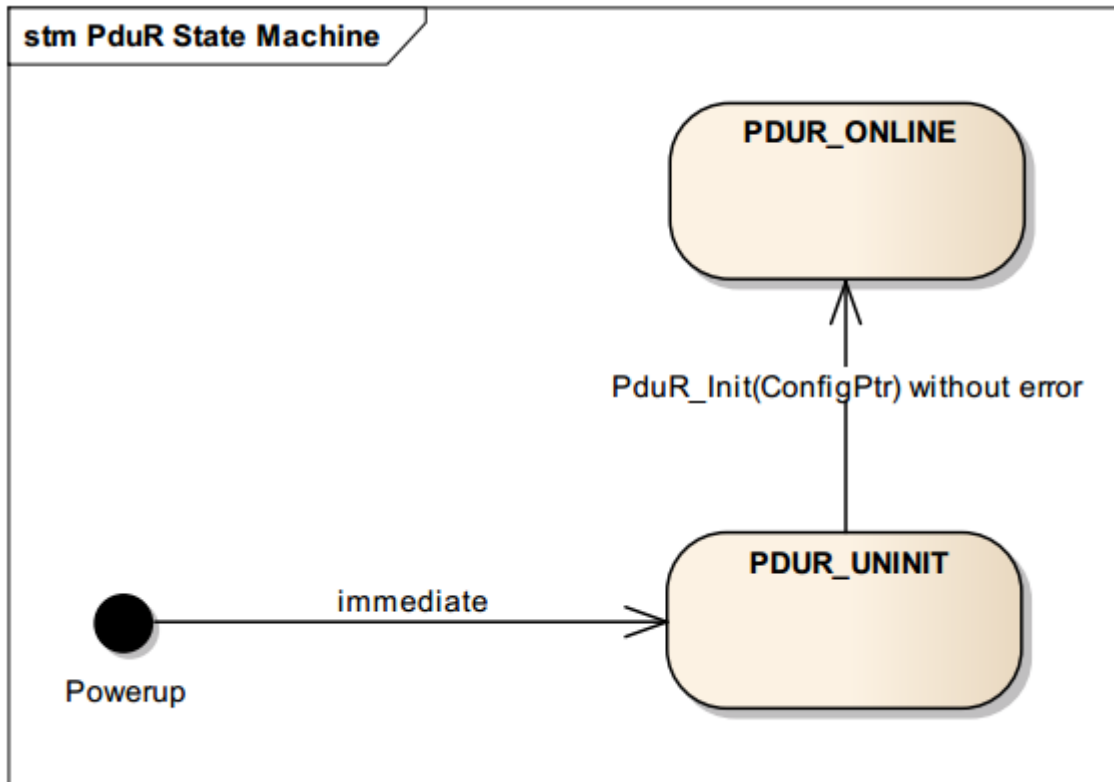 stm PduR State Machine
PDUR_ONLINE
PduR_Init(ConfigPtr) without error
PDUR_UNINIT
immediate
Powerup